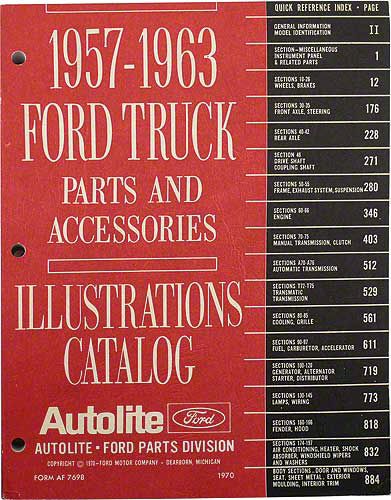 1957-1963
FORD TRUCK
PARTS AND
ACCESSORIES
ILLUSTRATIONS
CATALOG
Autolite Ford
AUTOLITE - FORD PARTS DIVISION
COPYRIGHT © 1970-FORD MOTOR COMPANY - DEARBORN, MICHIGAN
FORM AF 7698 1970
QUICK REFERENCE INDEX - PAGE
GENERAL INFORMATION
MODEL IDENTIFICATION II
SECTION-MISCELLANEOUS
INSTRUMENT PANEL
& RELATED PARTS 1
SECTIONS 10-26
WHEELS, BRAKES 12
SECTIONS 30-35
FRONT AXLE, STEERING 176
SECTIONS 40-42
REAR AXLE 228
SECTION 46
DRIVE SHAFT
COUPLING SHAFT 271
SECTIONS 50-55
FRAME, EXHAUST SYSTEM, SUSPENSION 280
SECTIONS 60-66
ENGINE 346
SECTIONS 70-75
MANUAL TRANSMISSION, CLUTCH 403
SECTIONS A70-A76
AUTOMATIC TRANSMISSION 512
SECTIONS T72-T75
TRANSMATIC
TRANSMISSION 529
SECTIONS 80-85
COOLING, GRILLE 561
SECTIONS 90-97
FUEL, CARBURETOR, ACCELERATOR 611
SECTIONS 100-120
GENERATOR, ALTERNATOR
STARTER, DISTRIBUTOR 719
SECTIONS 130-145
LAMPS, WIRING 773
SECTIONS 160-166
FENDER, HOOD 818
SECTIONS 174-197
AIR CONDITIONING, HEATER, SHOCK
ABSORBER, WINDSHIELD WIPERS
AND WASHERS 832
BODY SECTIONS...DOOR AND WINDOWS,
SEAT, SHEET METAL, EXTERIOR
MOULDING, INTERIOR TRIM 884